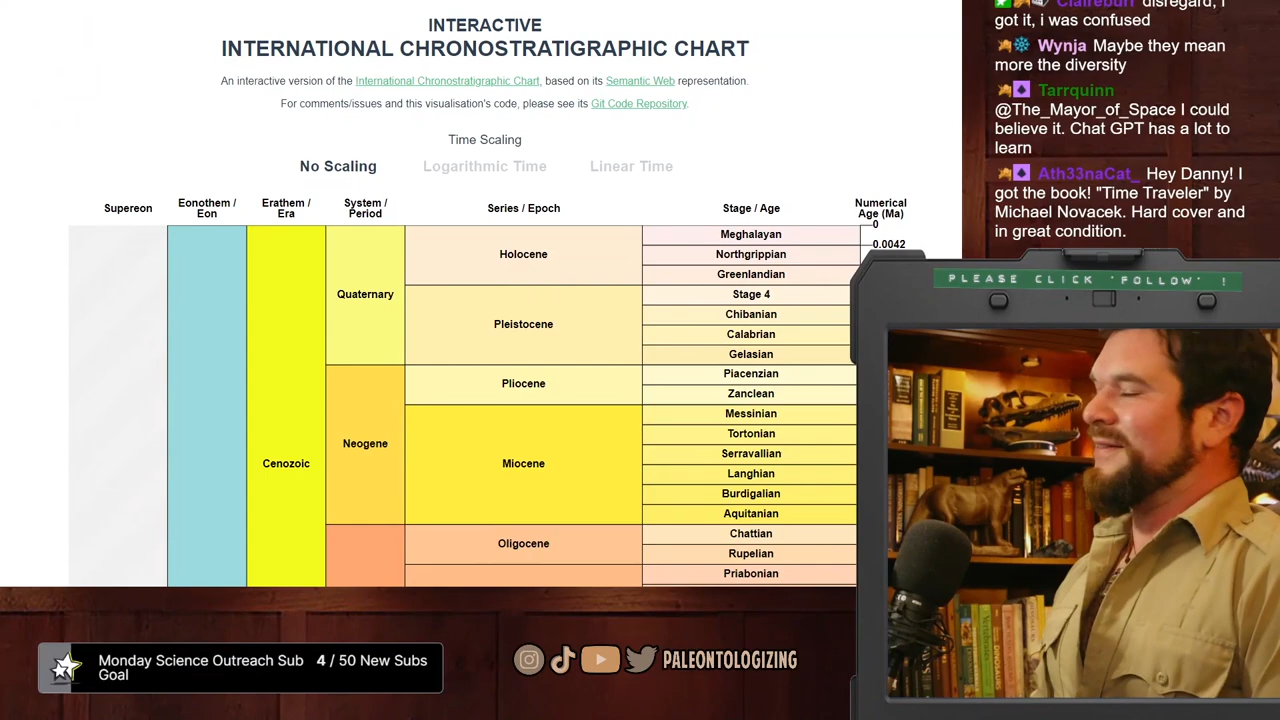 INTERACTIVE
INTERNATIONAL CHRONOSTRATIGRAPHIC CHART
An interactive version of the International Chronostratigraphic Chart, based on its Semantic Web representation.
For comments/issues and this visualisation's code, please see its Git Code Repository.
Time Scaling
No Scaling Logarithmic Time Linear Time
Supereon
Eonothem /
Eon
Erathem /
Era
System /
Period
Series / Epoch
Stage / Age
Numerical
Age (Ma)
Cenozoic
Quaternary
Neogene
Holocene
Pleistocene
Pliocene
Miocene
Oligocene
Meghalayan
Northgrippian
Greenlandian
Stage 4
Chibanian
Calabrian
Gelasian
Piacenzian
Zanclean
Messinian
Tortonian
Serravallian
Langhian
Burdigalian
Aquitanian
Chattian
Rupelian
Priabonian
0
0.0042
Claireburr disregard, I
got it, i was confused
Wynja Maybe they mean
more the diversity
Tarrquinn
@The_Mayor_of_Space I could
believe it. Chat GPT has a lot to
learn
Ath33naCat_ Hey Danny! I
got the book! "Time Traveler" by
Michael Novacek. Hard cover and
in great condition.
PLEASE CLICK 'FOLLOW' !
Monday Science Outreach Sub
Goal
4 / 50 New Subs
PALEONTOLOGIZING